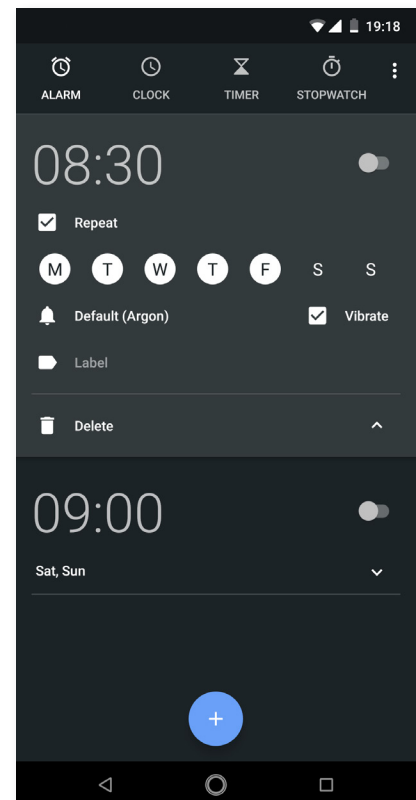 19:18
ALARM CLOCK TIMER STOPWATCH
08:30
Repeat
M T W T F S S
Default (Argon) Vibrate
Label
Delete
09:00
Sat, Sun